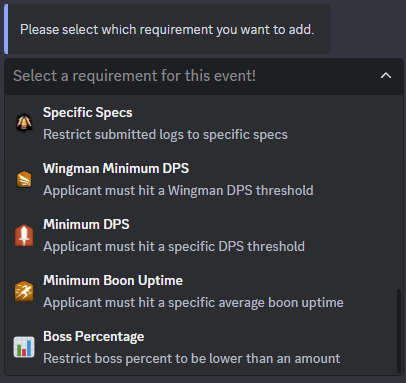 Please select which requirement you want to add.
Select a requirement for this event!
Specific Specs
Restrict submitted logs to specific specs
Wingman Minimum DPS
Applicant must hit a Wingman DPS threshold
Minimum DPS
Applicant must hit a specific DPS threshold
Minimum Boon Uptime
Applicant must hit a specific average boon uptime
Boss Percentage
Restrict boss percent to be lower than an amount